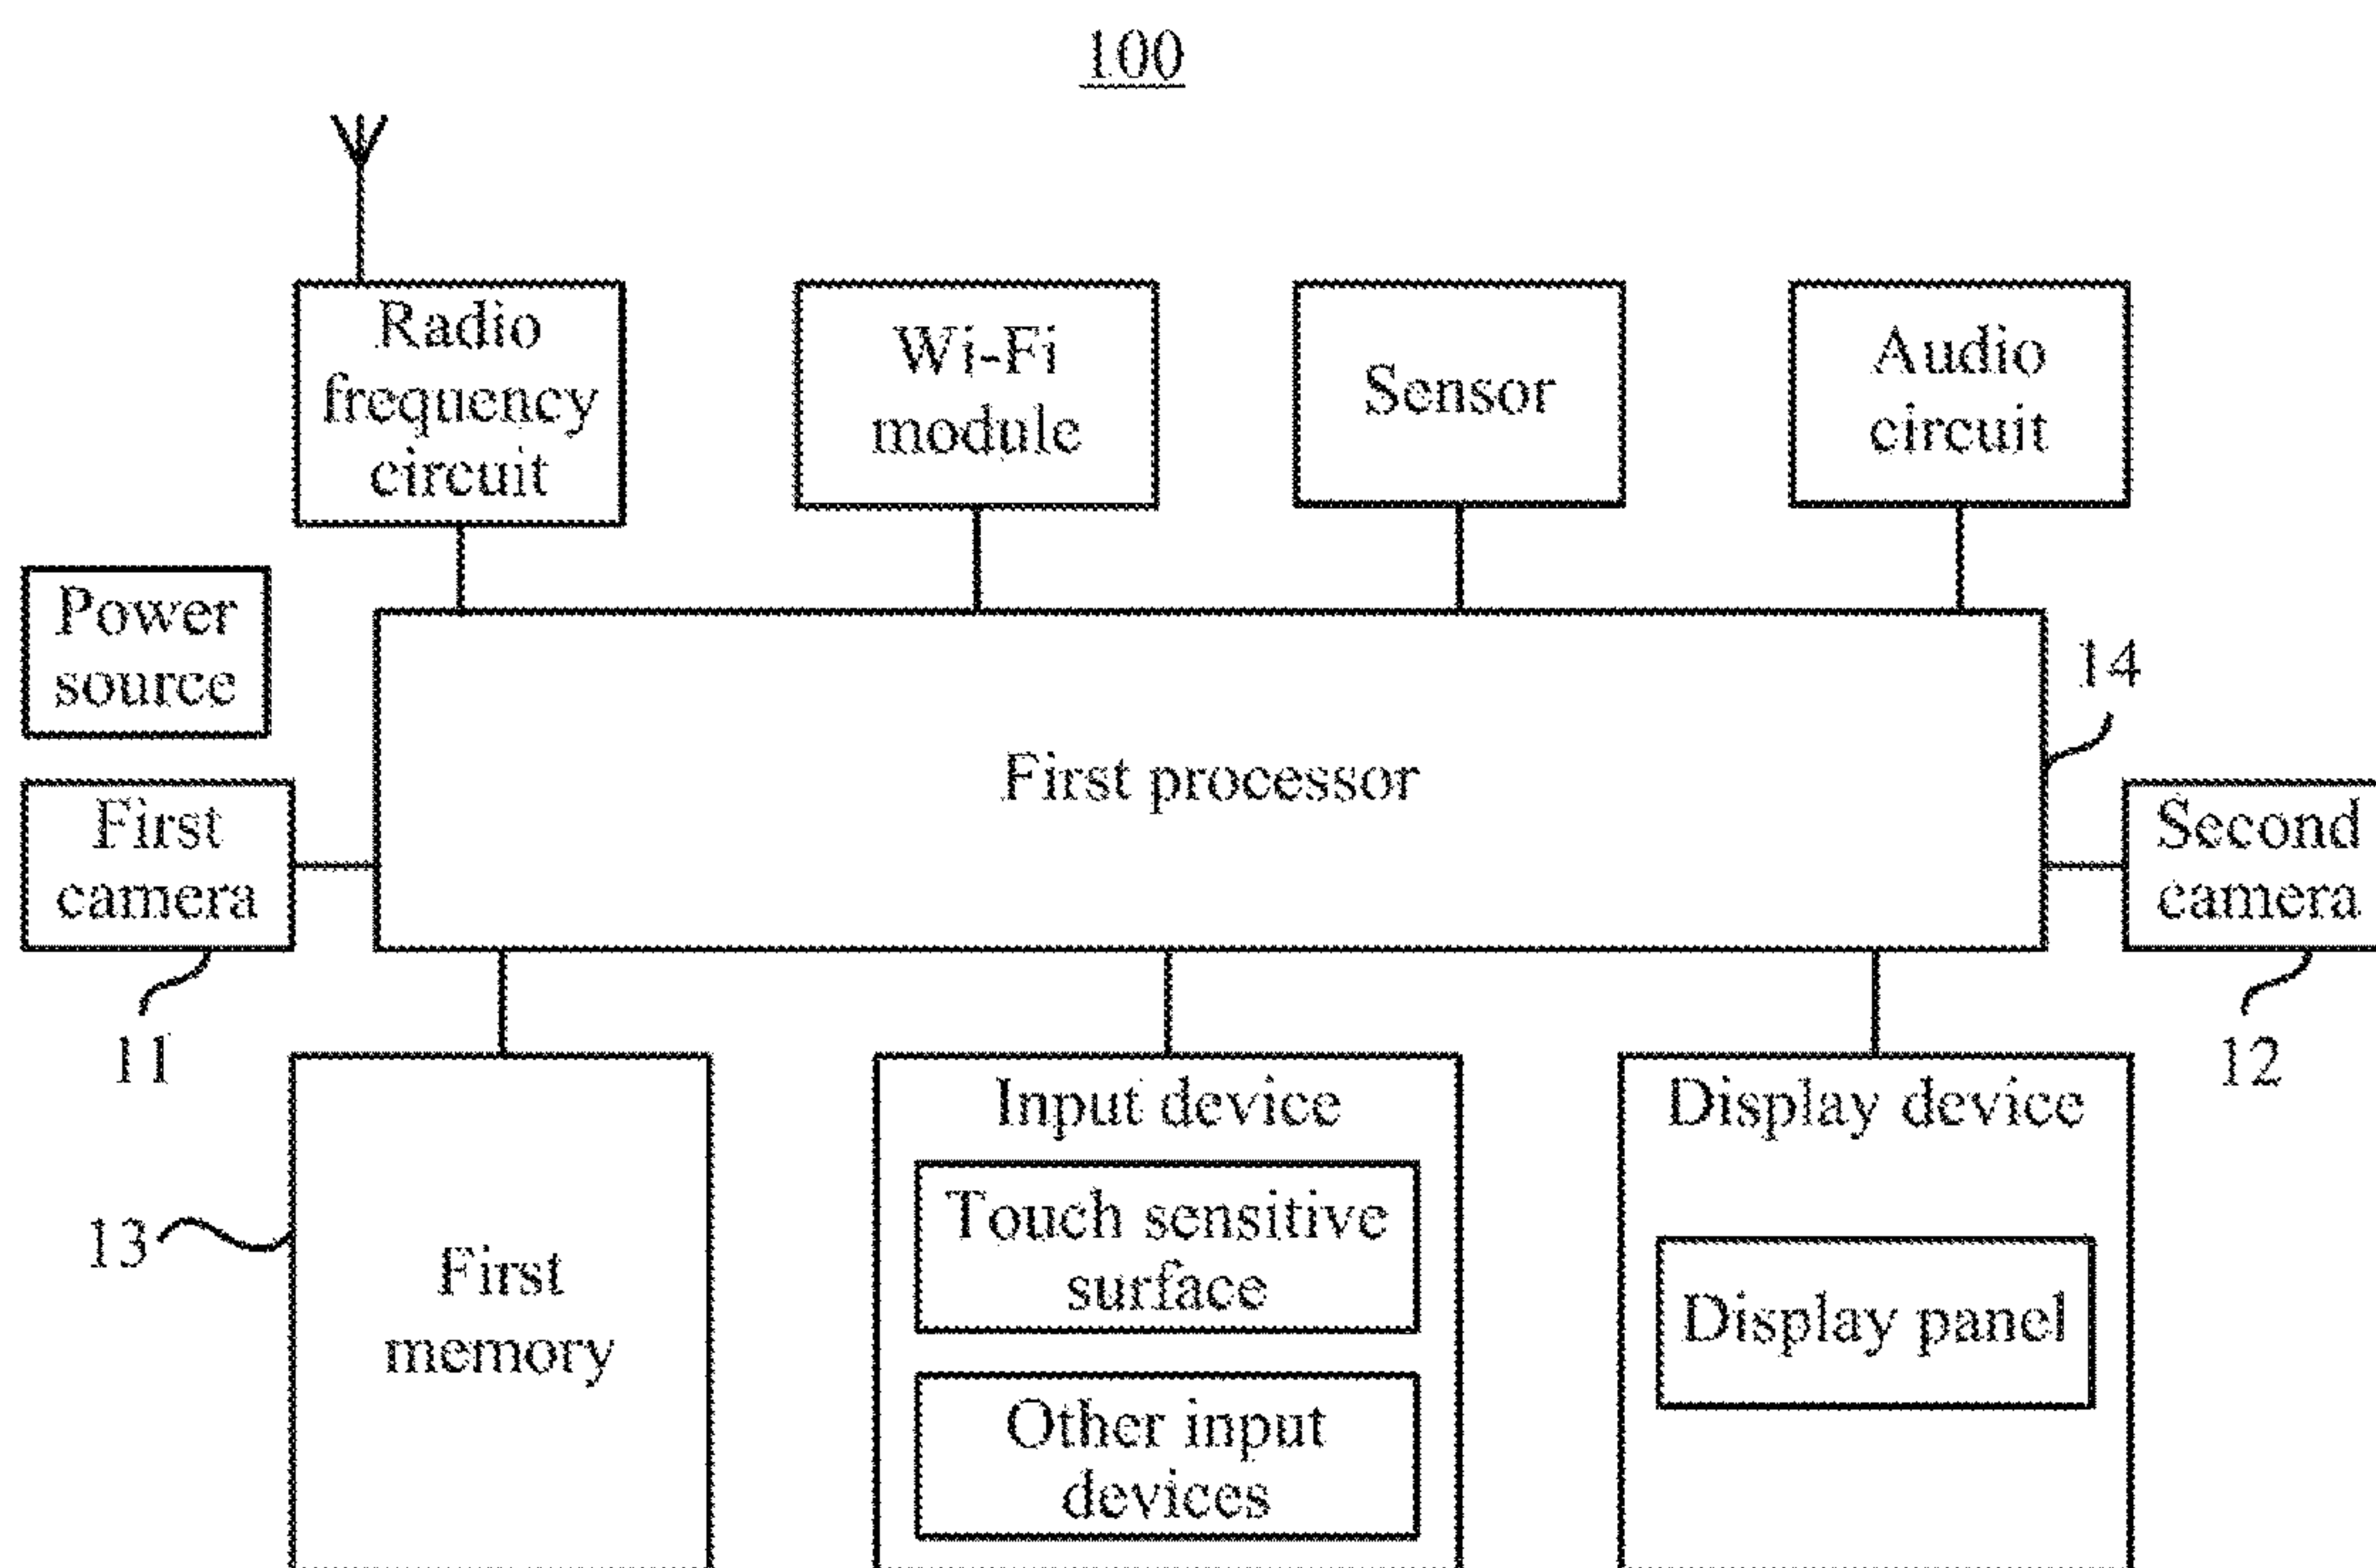 100
Radio
frequency
circuit
Wi-Fi
module
Sensor
Audio
circuit
Power
source
First processor
14
First
camera
Second
camera
11
12
13
First
memory
Input device
Touch sensitive
surface
Other input
devices
Display device
Display panel